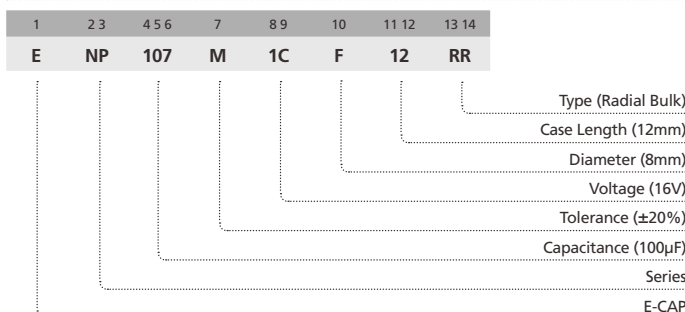 1 2 3 4 5 6 7 8 9 10 11 12 13 14
E NP 107 M 1C F 12 RR
Type (Radial Bulk)
Case Length (12mm)
Diameter (8mm)
Voltage (16V)
Tolerance (±20%)
Capacitance (100µF)
Series
E-CAP